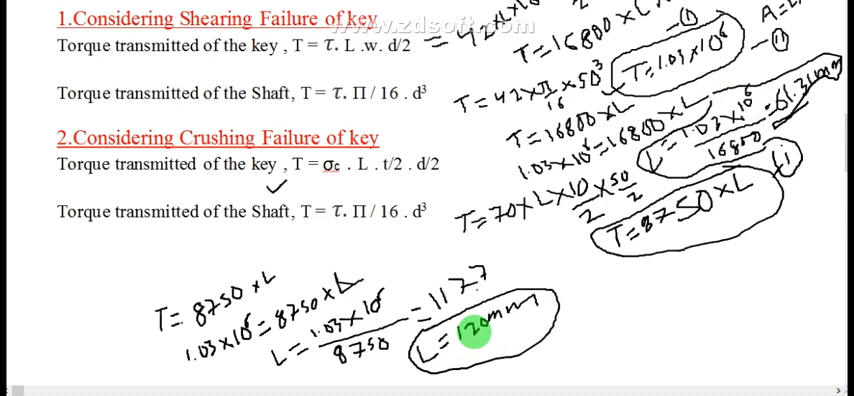 www.zdsoft.com
1.Considering Shearing Failure of key
Torque transmitted of the key , T = τ. L .w. d/2
Torque transmitted of the Shaft, T = τ. Π / 16 . d³
2.Considering Crushing Failure of key
Torque transmitted of the key , T = σc . L . t/2 . d/2
Torque transmitted of the Shaft, T = τ. Π / 16 . d³
T=16800×L
T=42×π/16×50³
T=1.03×10⁶
T=16800×L
1.03×10⁶=16800×L
L=1.03×10⁶/16800=61.31mm
T=70×L×10/2×50/2
T=8750×L
T=8750×L
1.03×10⁶=8750×L
L=1.03×10⁶/8750=117.7
L=120mm